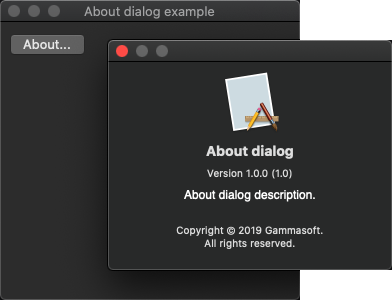 About dialog example
About...
About dialog
Version 1.0.0 (1.0)
About dialog description.
Copyright © 2019 Gammasoft.
All rights reserved.